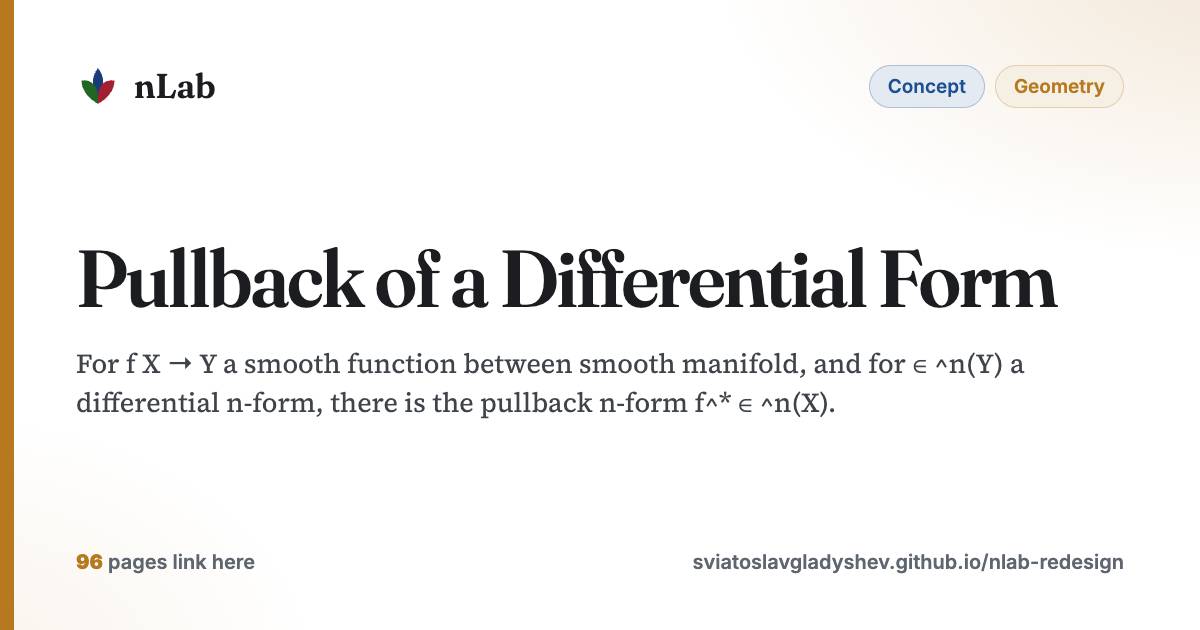 nLab
Concept
Geometry
Pullback of a Differential Form
For f X → Y a smooth function between smooth manifold, and for ∈ ^n(Y) a
differential n-form, there is the pullback n-form f^* ∈ ^n(X).
96 pages link here
sviatoslavgladyshev.github.io/nlab-redesign